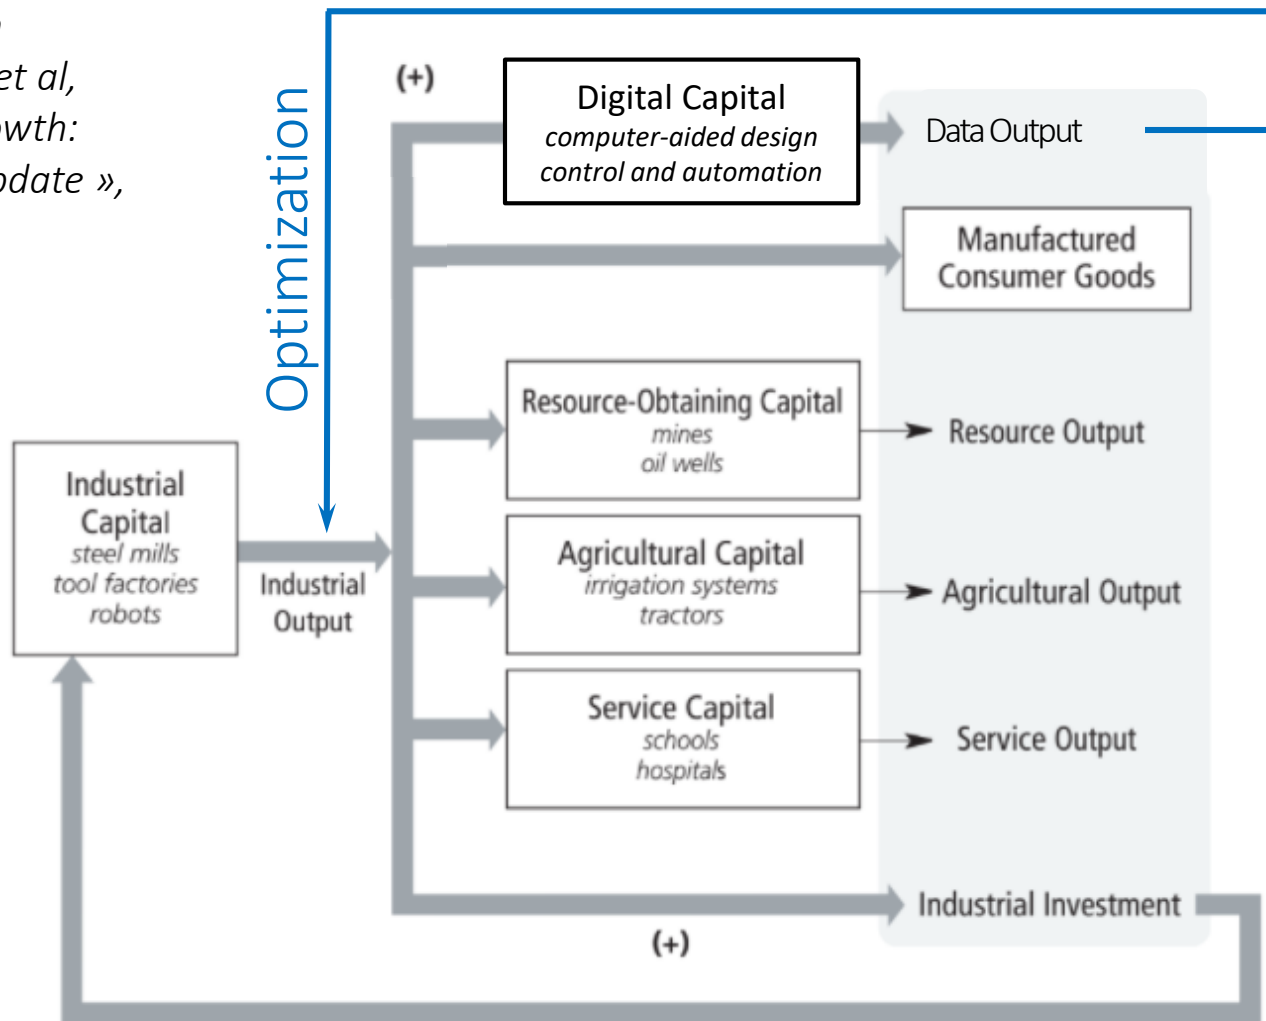 et al,
owth:
pdate »,
Optimization
(+)
Digital Capital
computer-aided design
control and automation
Data Output
Manufactured
Consumer Goods
Resource-Obtaining Capital
mines
oil wells
Resource Output
Industrial
Capital
steel mills
tool factories
robots
Industrial
Output
Agricultural Capital
irrigation systems
tractors
Agricultural Output
Service Capital
schools
hospitals
Service Output
Industrial Investment
(+)